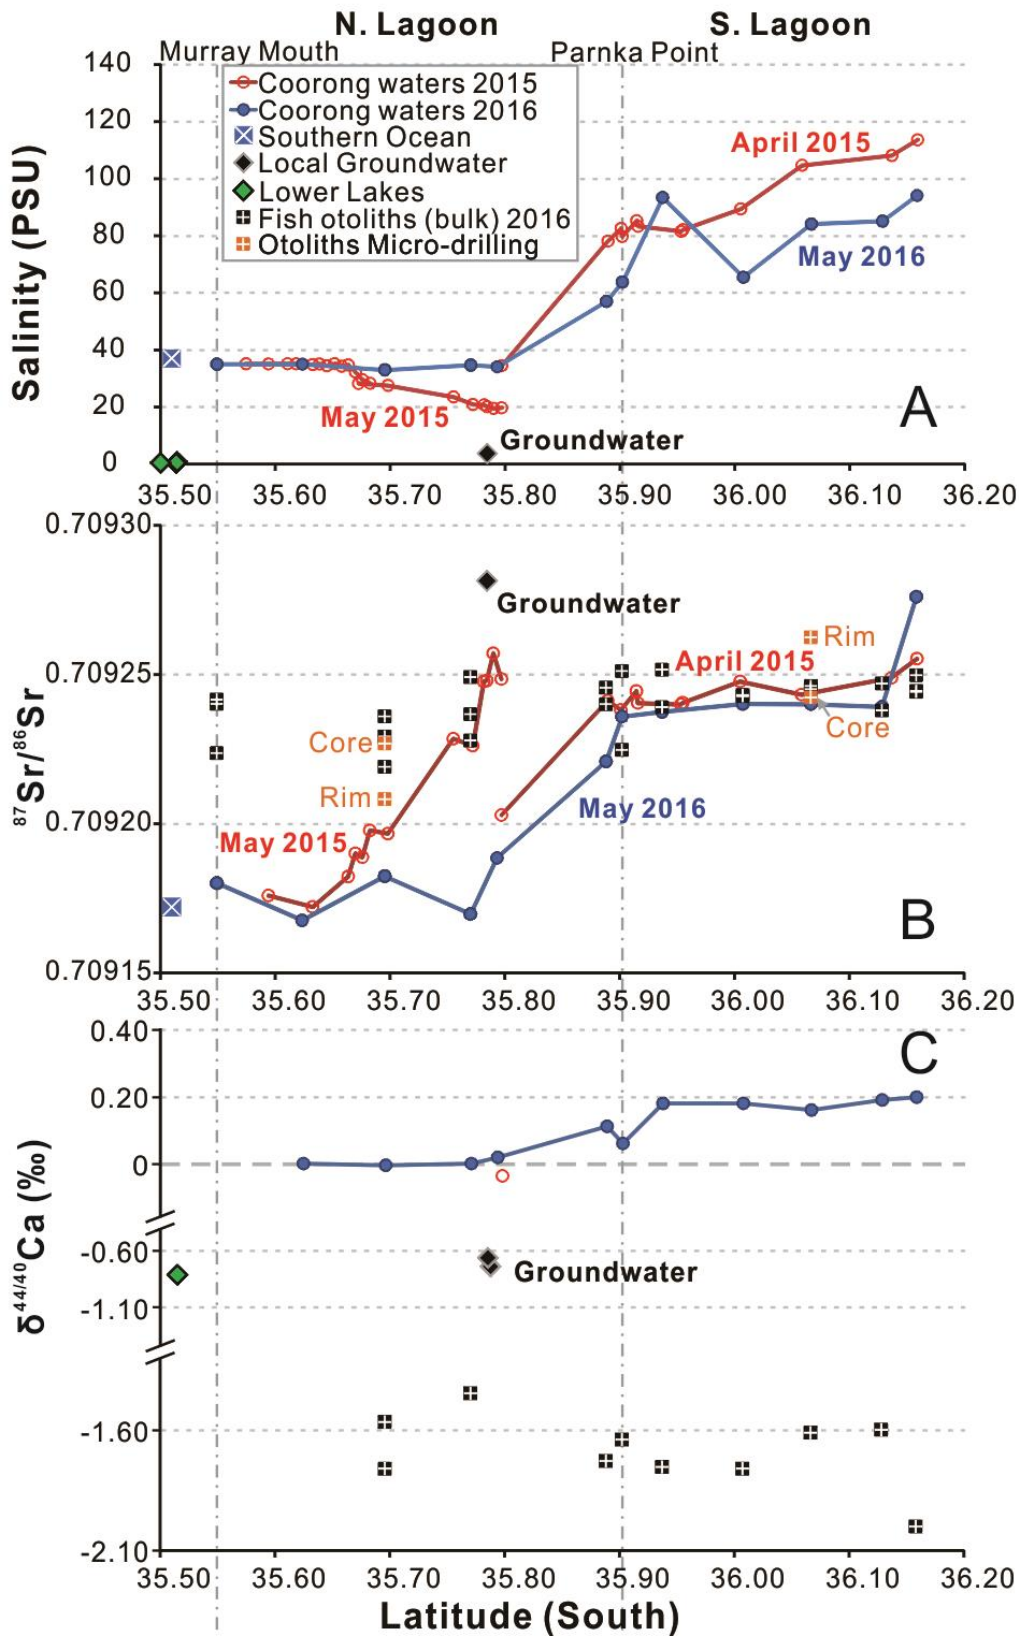 N. Lagoon S. Lagoon
Murray Mouth Parnka Point
Salinity (PSU)
140
120
100
80
60
40
20
0
Coorong waters 2015
Coorong waters 2016
Southern Ocean
Local Groundwater
Lower Lakes
Fish otoliths (bulk) 2016
Otoliths Micro-drilling
April 2015
May 2016
May 2015
A
Groundwater
35.50 35.60 35.70 35.80 35.90 36.00 36.10 36.20
⁸⁷Sr/⁸⁶Sr
0.70930
0.70925
0.70920
0.70915
Groundwater
Rim
April 2015
Core
Core
Rim
May 2016
May 2015
B
35.50 35.60 35.70 35.80 35.90 36.00 36.10 36.20
δ⁴⁴/⁴⁰Ca (‰)
0.40
0.20
0
-0.60
-1.10
-1.60
-2.10
C
Groundwater
35.50 35.60 35.70 35.80 35.90 36.00 36.10 36.20
Latitude (South)